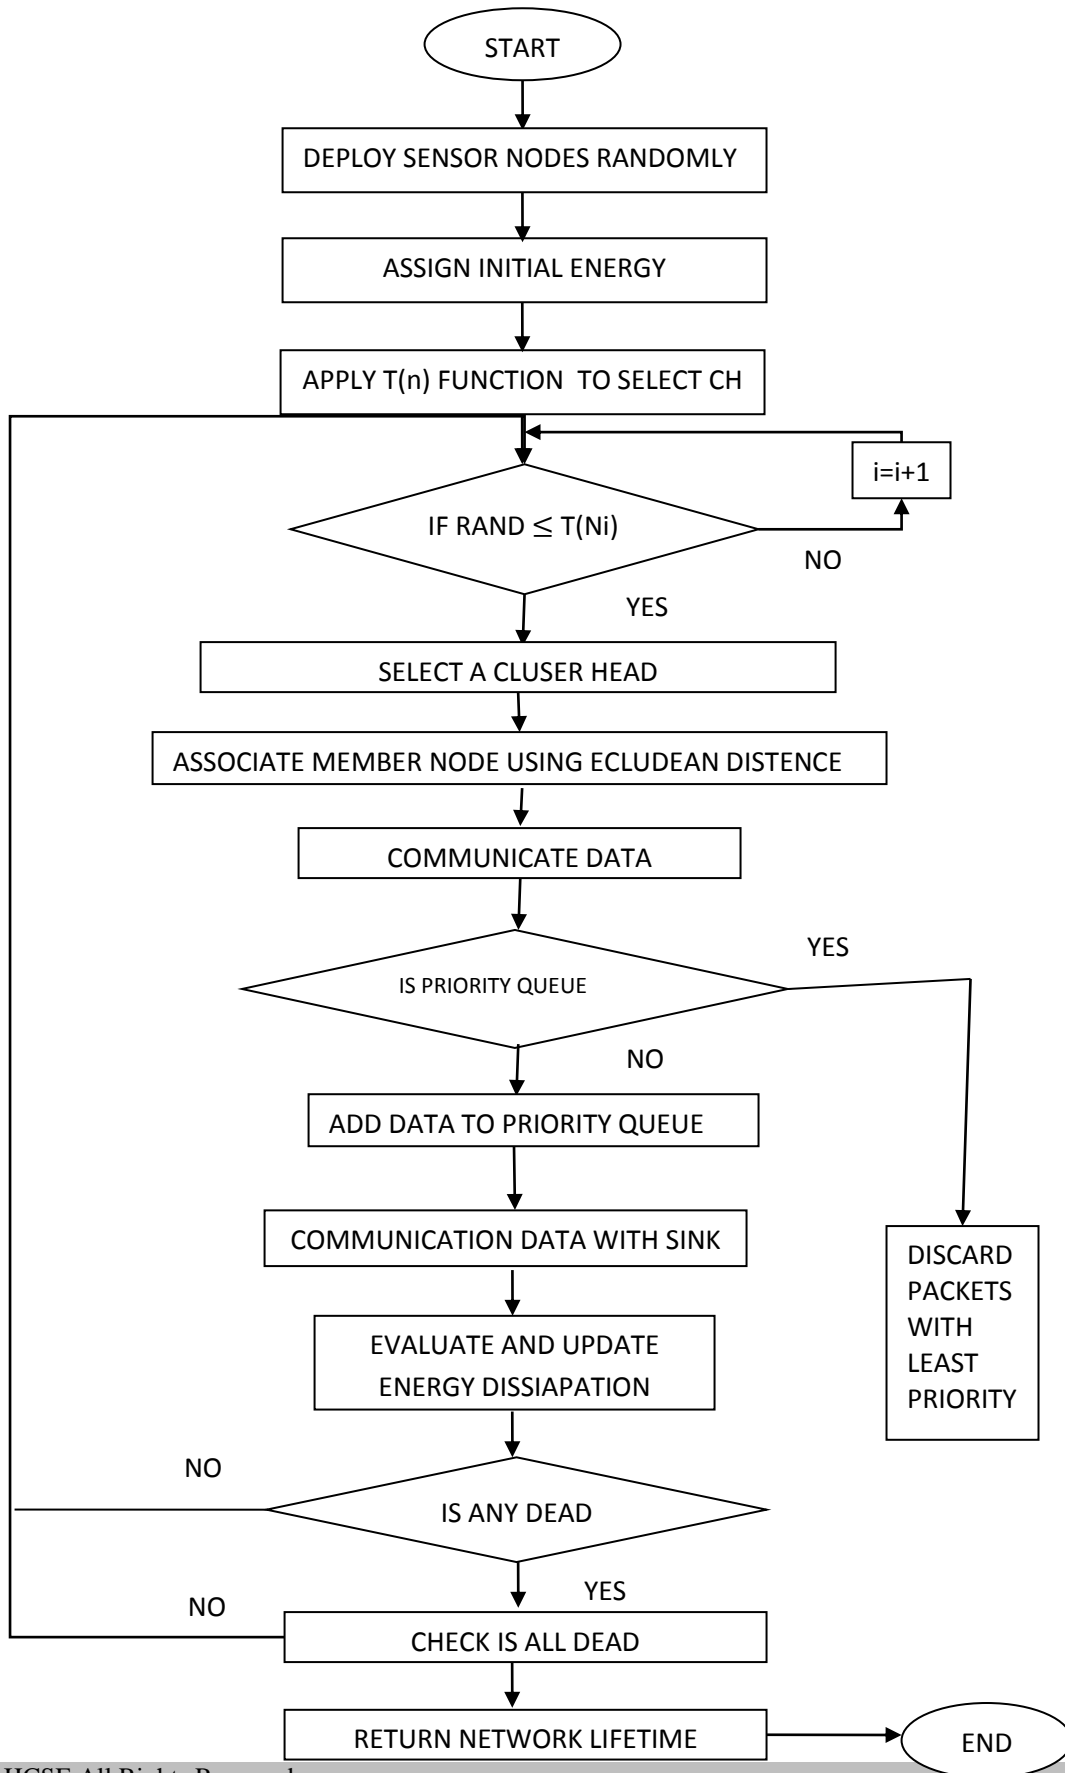 START
DEPLOY SENSOR NODES RANDOMLY
ASSIGN INITIAL ENERGY
APPLY T(n) FUNCTION TO SELECT CH
i=i+1
IF RAND ≤ T(Ni)
NO
YES
SELECT A CLUSER HEAD
ASSOCIATE MEMBER NODE USING ECLUDEAN DISTENCE
COMMUNICATE DATA
YES
IS PRIORITY QUEUE
NO
ADD DATA TO PRIORITY QUEUE
COMMUNICATION DATA WITH SINK
DISCARD
PACKETS
WITH
LEAST
PRIORITY
EVALUATE AND UPDATE
ENERGY DISSIAPATION
NO
IS ANY DEAD
YES
NO
CHECK IS ALL DEAD
RETURN NETWORK LIFETIME
END